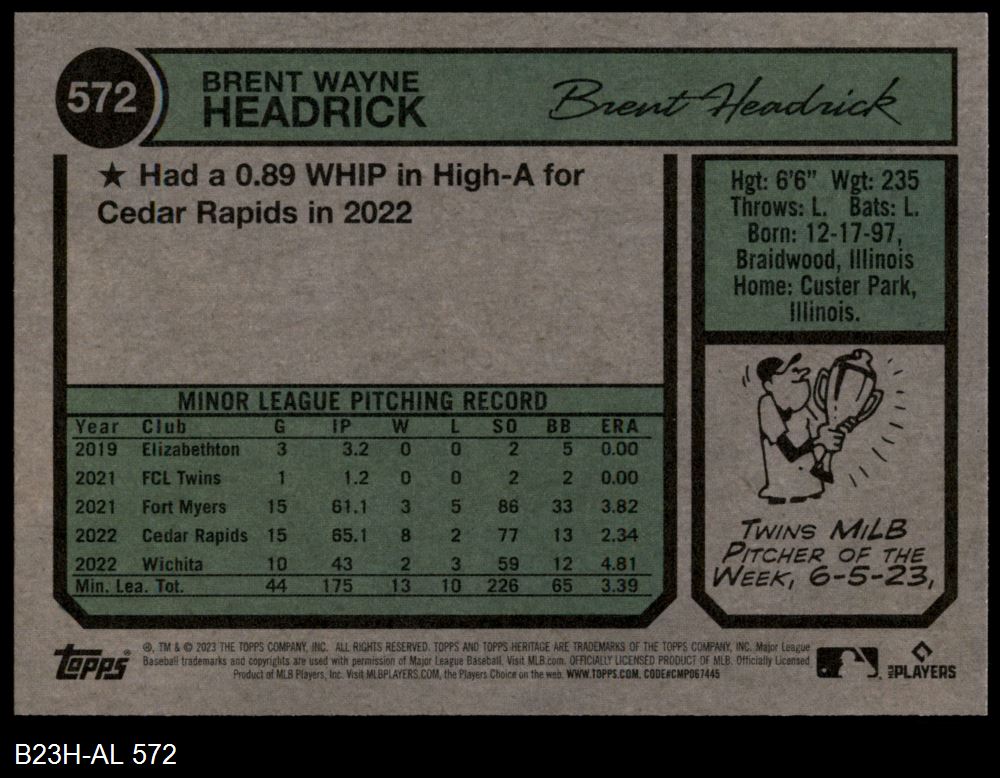 572
BRENT WAYNE
HEADRICK
Brent Headrick
★ Had a 0.89 WHIP in High-A for
Cedar Rapids in 2022
Hgt: 6'6" Wgt: 235
Throws: L. Bats: L.
Born: 12-17-97,
Braidwood, Illinois
Home: Custer Park,
Illinois.
MINOR LEAGUE PITCHING RECORD
Year Club G IP W L SO BB ERA
2019 Elizabethton 3 3.2 0 0 2 5 0.00
2021 FCL Twins 1 1.2 0 0 2 2 0.00
2021 Fort Myers 15 61.1 3 5 86 33 3.82
2022 Cedar Rapids 15 65.1 8 2 77 13 2.34
2022 Wichita 10 43 2 3 59 12 4.81
Min. Lea. Tot. 44 175 13 10 226 65 3.39
TWINS MILB
PITCHER OF THE
WEEK, 6-5-23,
topps
®, TM & © 2023 THE TOPPS COMPANY, INC. ALL RIGHTS RESERVED. TOPPS AND TOPPS HERITAGE ARE TRADEMARKS OF THE TOPPS COMPANY, INC. Major League
Baseball trademarks and copyrights are used with permission of Major League Baseball. Visit MLB.com. OFFICIALLY LICENSED PRODUCT OF MLB. Officially Licensed
Product of MLB Players, Inc. Visit MLBPLAYERS.COM, the Players Choice on the web. WWW.TOPPS.COM. CODE#CMP067445
MLB PLAYERS
B23H-AL 572